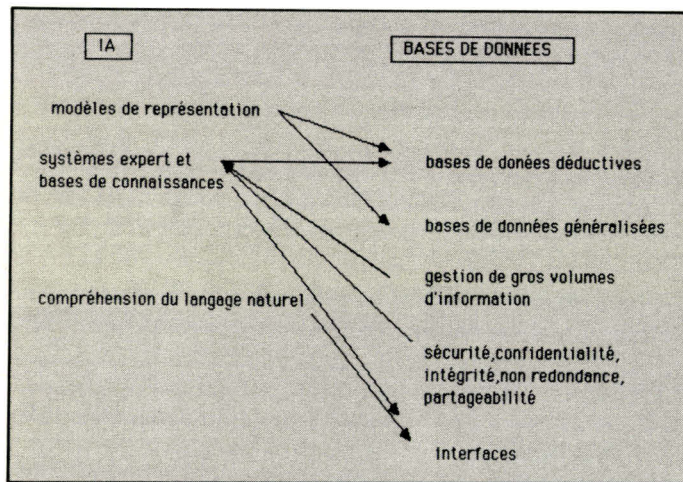 IA
BASES DE DONNEES
modèles de représentation
systèmes expert et
bases de connaissances
compréhension du langage naturel
bases de donées déductives
bases de données généralisées
gestion de gros volumes
d'information
sécurité,confidentialité,
intégrité,non redondance,
partageabilité
interfaces